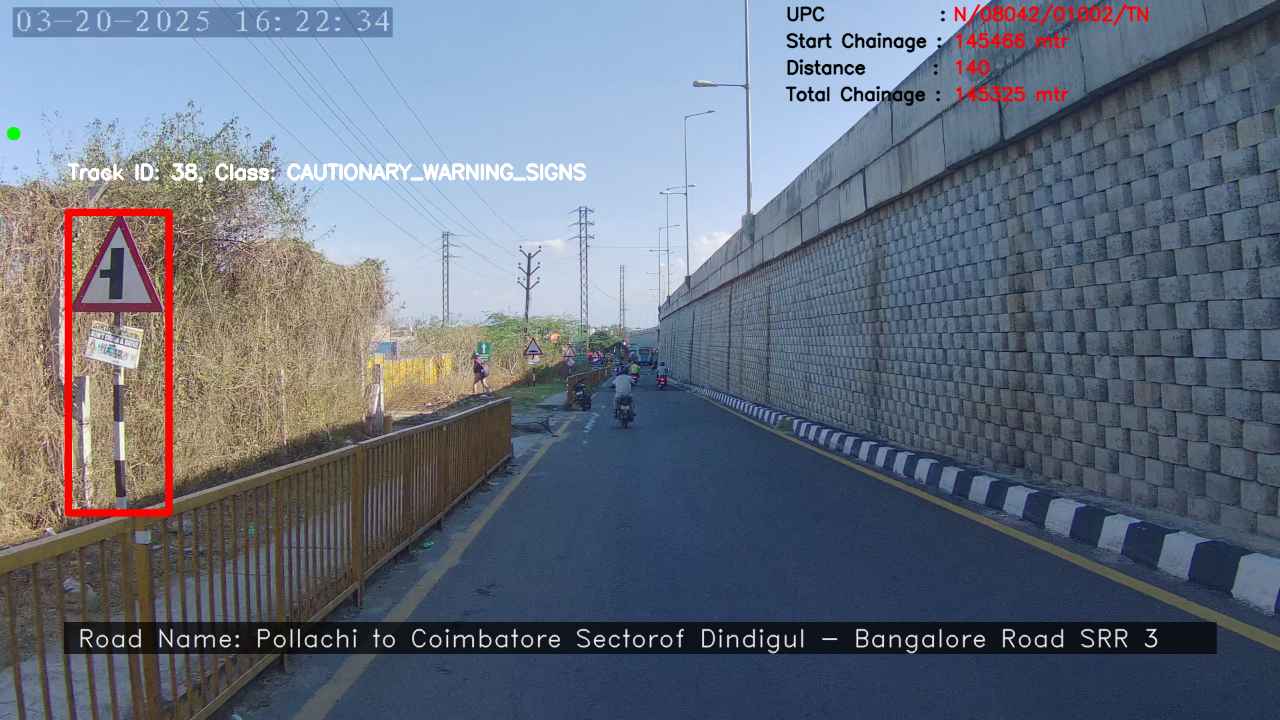 03-20-2025 16:22:34
UPC : N/08042/01002/TN
Start Chainage : 145466 mtr
Distance : 140
Total Chainage : 145325 mtr
Track ID: 38, Class: CAUTIONARY_WARNING_SIGNS
Road Name: Pollachi to Coimbatore Sectorof Dindigul - Bangalore Road SRR 3